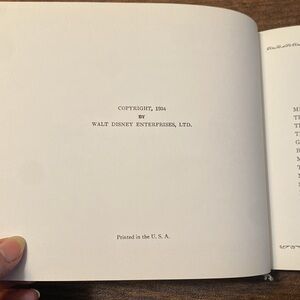 COPYRIGHT, 1934
BY
WALT DISNEY ENTERPRISES, LTD.
Printed in the U. S. A.